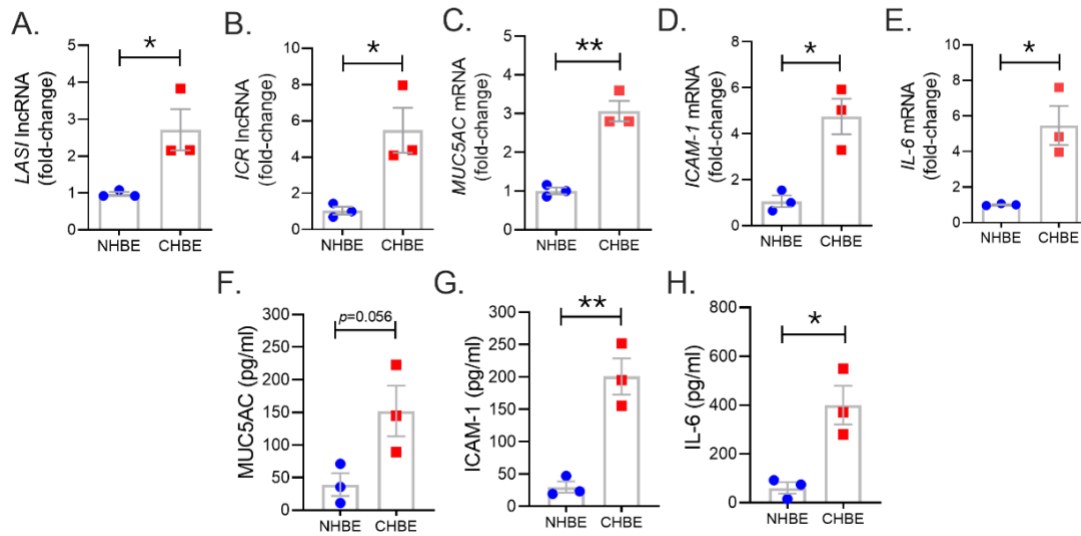 A.
LASI lncRNA
(fold-change)
5
4
3
2
1
0
*
NHBE
CHBE
B.
ICR lncRNA
(fold-change)
10
8
6
4
2
0
*
NHBE
CHBE
C.
MUC5AC mRNA
(fold-change)
5
4
3
2
1
0
**
NHBE
CHBE
D.
ICAM-1 mRNA
(fold-change)
8
6
4
2
0
*
NHBE
CHBE
E.
IL-6 mRNA
(fold-change)
10
8
6
4
2
0
*
NHBE
CHBE
F.
MUC5AC (pg/ml)
300
250
200
150
100
50
0
p=0.056
NHBE
CHBE
G.
ICAM-1 (pg/ml)
300
250
200
150
100
50
0
**
NHBE
CHBE
H.
IL-6 (pg/ml)
800
600
400
200
0
*
NHBE
CHBE